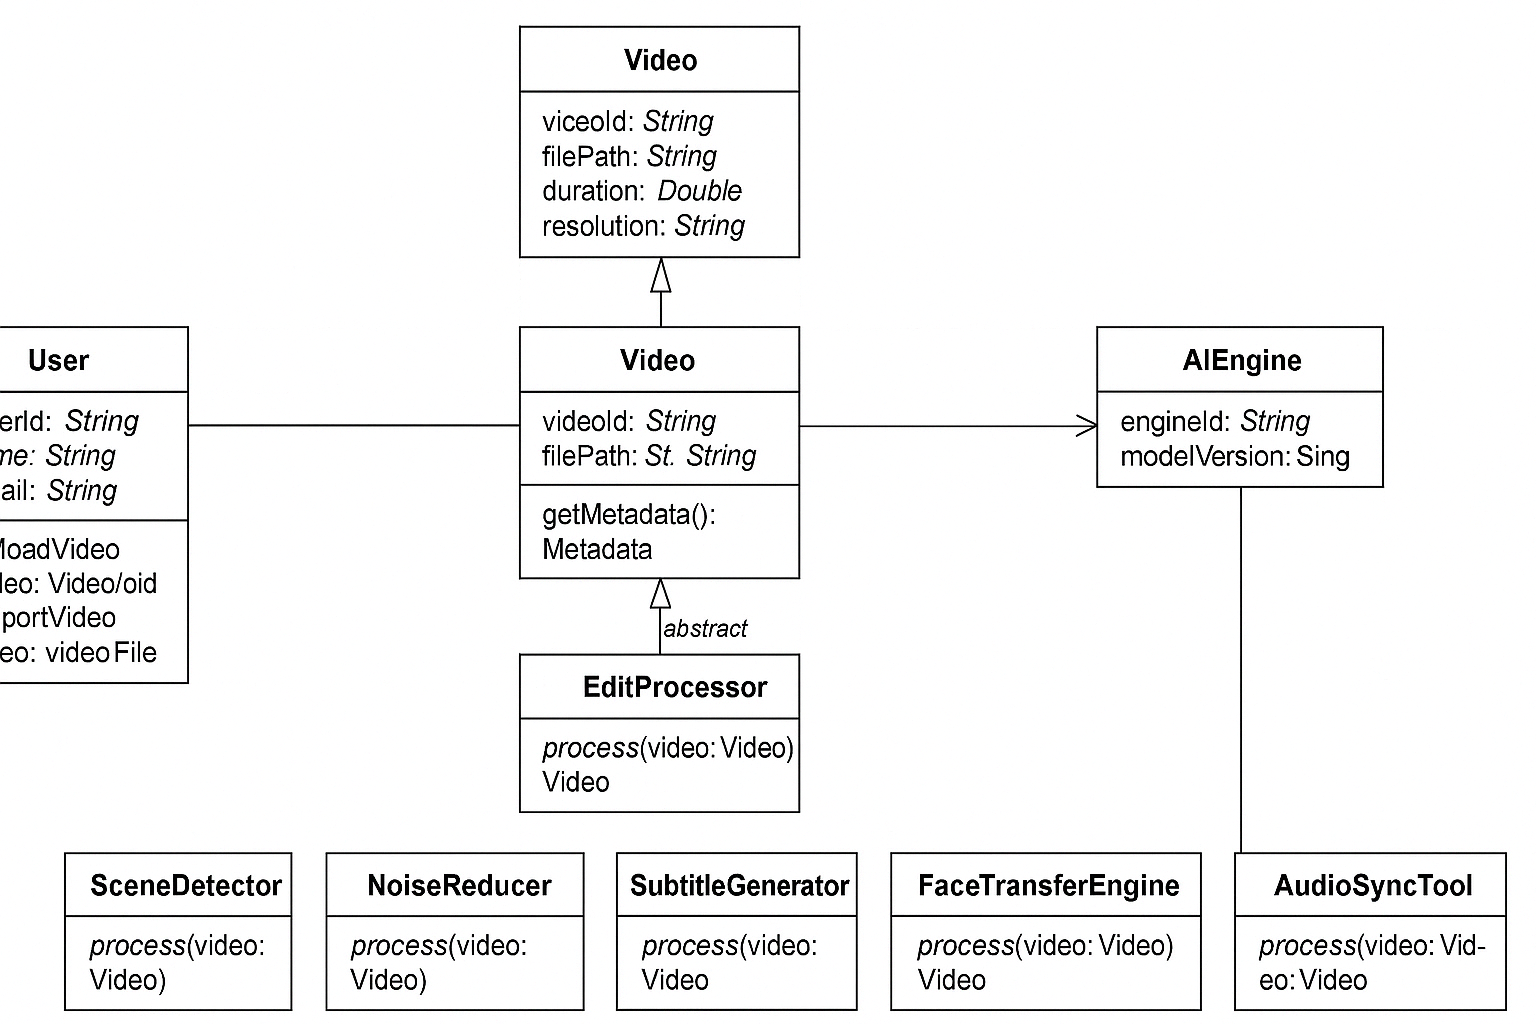 Video
viceoId: String
filePath: String
duration: Double
resolution: String
User
erId: String
me: String
ail: String
MoadVideo
leo: Video/oid
portVideo
eo: videoFile
Video
videoId: String
filePath: St. String
getMetadata():
Metadata
AIEngine
engineId: String
modelVersion: Sing
abstract
EditProcessor
process(video: Video)
Video
SceneDetector
process(video:
Video)
NoiseReducer
process(video:
Video)
SubtitleGenerator
process(video:
Video
FaceTransferEngine
process(video: Video)
Video
AudioSyncTool
process(video: Vid-
eo: Video